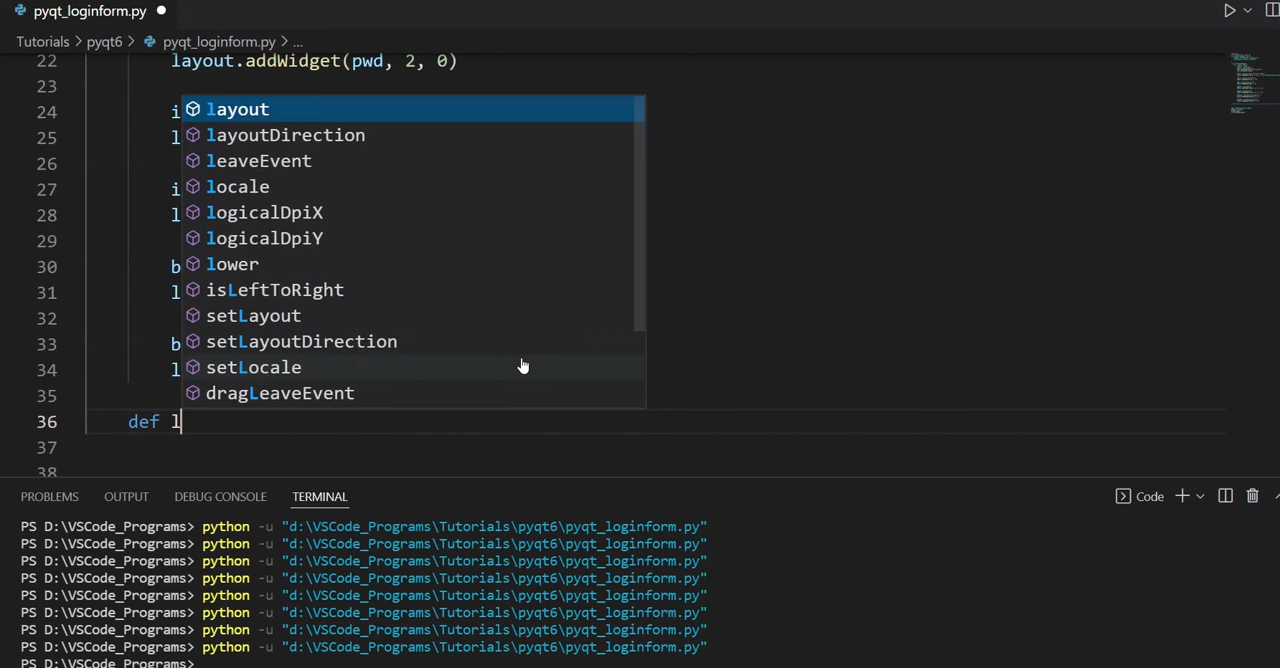 pyqt_loginform.py
Tutorials > pyqt6 > pyqt_loginform.py > ...
22 layout.addWidget(pwd, 2, 0)
23
24 i
25 l
26
27 i
28 l
29
30 b
31 l
32
33 b
34 l
35
36 def l
37
38
layout
layoutDirection
leaveEvent
locale
logicalDpiX
logicalDpiY
lower
isLeftToRight
setLayout
setLayoutDirection
setLocale
dragLeaveEvent
PROBLEMS OUTPUT DEBUG CONSOLE TERMINAL Code
PS D:\VSCode_Programs> python -u "d:\VSCode_Programs\Tutorials\pyqt6\pyqt_loginform.py"
PS D:\VSCode_Programs> python -u "d:\VSCode_Programs\Tutorials\pyqt6\pyqt_loginform.py"
PS D:\VSCode_Programs> python -u "d:\VSCode_Programs\Tutorials\pyqt6\pyqt_loginform.py"
PS D:\VSCode_Programs> python -u "d:\VSCode_Programs\Tutorials\pyqt6\pyqt_loginform.py"
PS D:\VSCode_Programs> python -u "d:\VSCode_Programs\Tutorials\pyqt6\pyqt_loginform.py"
PS D:\VSCode_Programs> python -u "d:\VSCode_Programs\Tutorials\pyqt6\pyqt_loginform.py"
PS D:\VSCode_Programs> python -u "d:\VSCode_Programs\Tutorials\pyqt6\pyqt_loginform.py"
PS D:\VSCode_Programs> python -u "d:\VSCode_Programs\Tutorials\pyqt6\pyqt_loginform.py"
PS D:\VSCode_Programs>